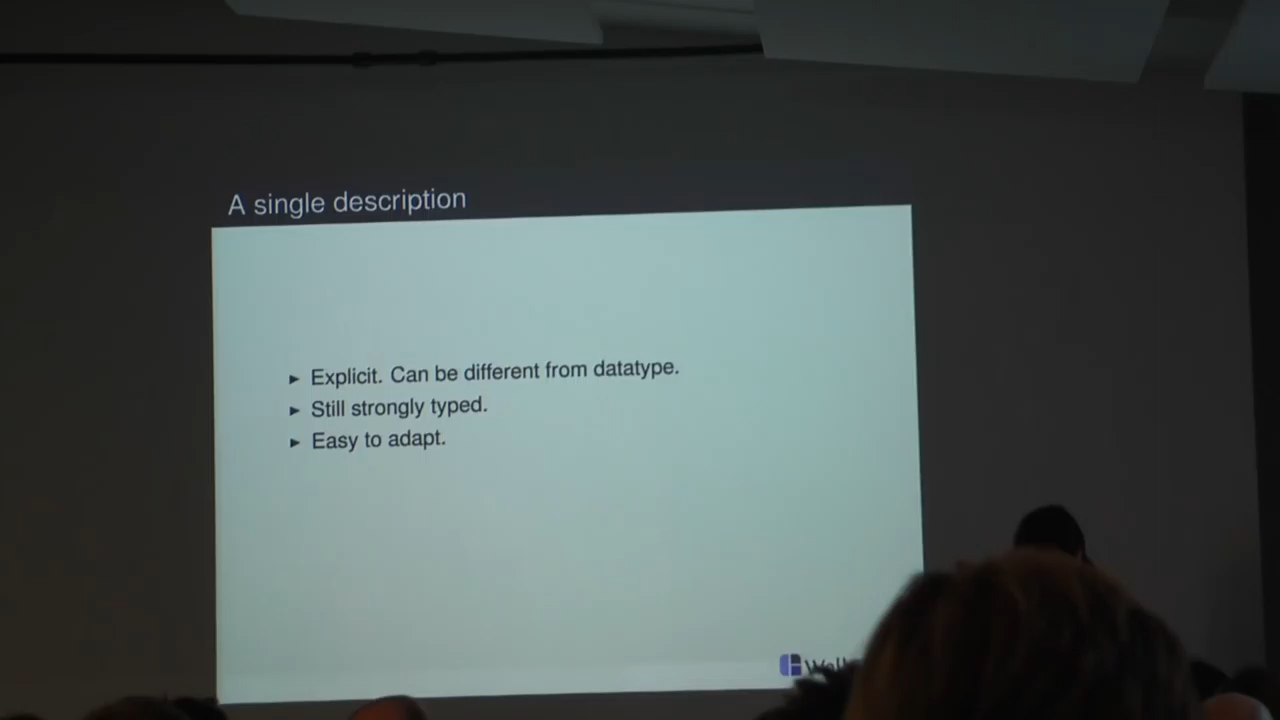 A single description
► Explicit. Can be different from datatype.
► Still strongly typed.
► Easy to adapt.